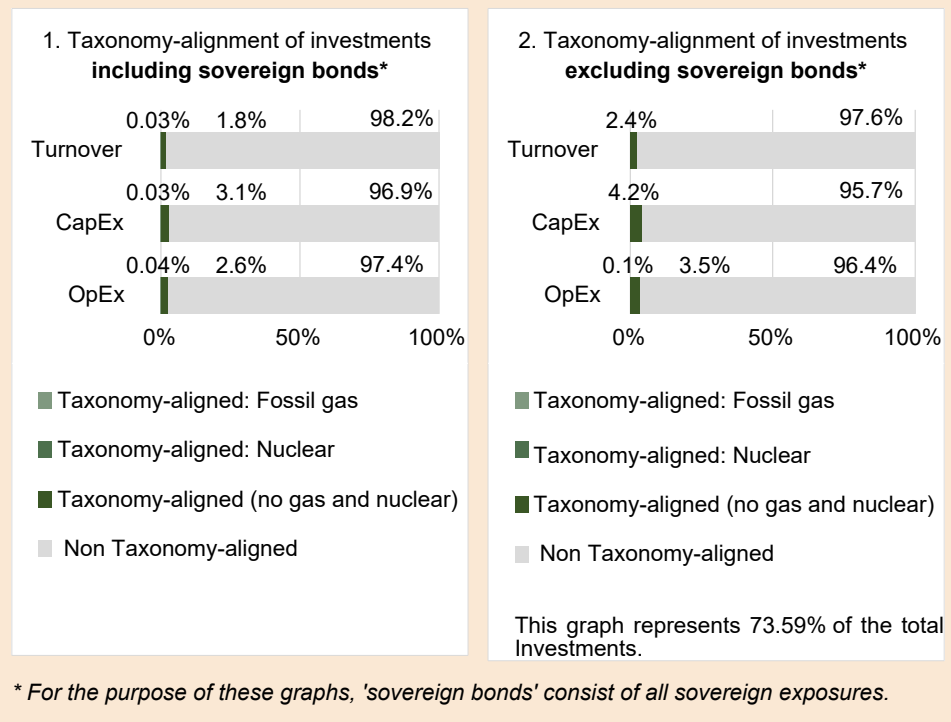 1. Taxonomy-alignment of investments
including sovereign bonds*
0.03% 1.8% 98.2%
Turnover
0.03% 3.1% 96.9%
CapEx
0.04% 2.6% 97.4%
OpEx
0% 50% 100%
Taxonomy-aligned: Fossil gas
Taxonomy-aligned: Nuclear
Taxonomy-aligned (no gas and nuclear)
Non Taxonomy-aligned
2. Taxonomy-alignment of investments
excluding sovereign bonds*
2.4% 97.6%
Turnover
4.2% 95.7%
CapEx
0.1% 3.5% 96.4%
OpEx
0% 50% 100%
Taxonomy-aligned: Fossil gas
Taxonomy-aligned: Nuclear
Taxonomy-aligned (no gas and nuclear)
Non Taxonomy-aligned
This graph represents 73.59% of the total
Investments.
* For the purpose of these graphs, 'sovereign bonds' consist of all sovereign exposures.